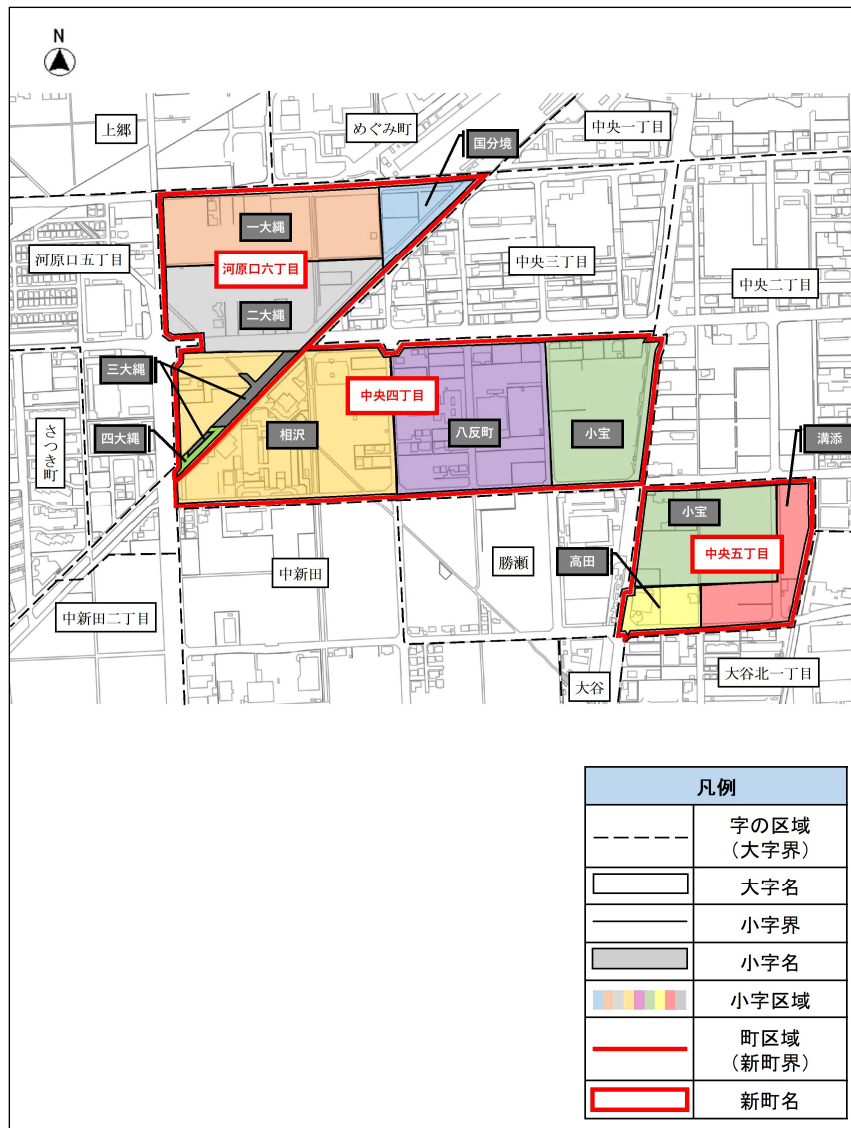 N
上郷
めぐみ町
中央一丁目
国分境
一大縄
河原口五丁目
河原口六丁目
中央三丁目
中央二丁目
二大縄
三大縄
中央四丁目
さつき町
四大縄
相沢
八反町
小宝
溝添
小宝
中央五丁目
高田
勝瀬
中新田
中新田二丁目
大谷
大谷北一丁目
凡例
字の区域
(大字界)
大字名
小字界
小字名
小字区域
町区域
(新町界)
新町名